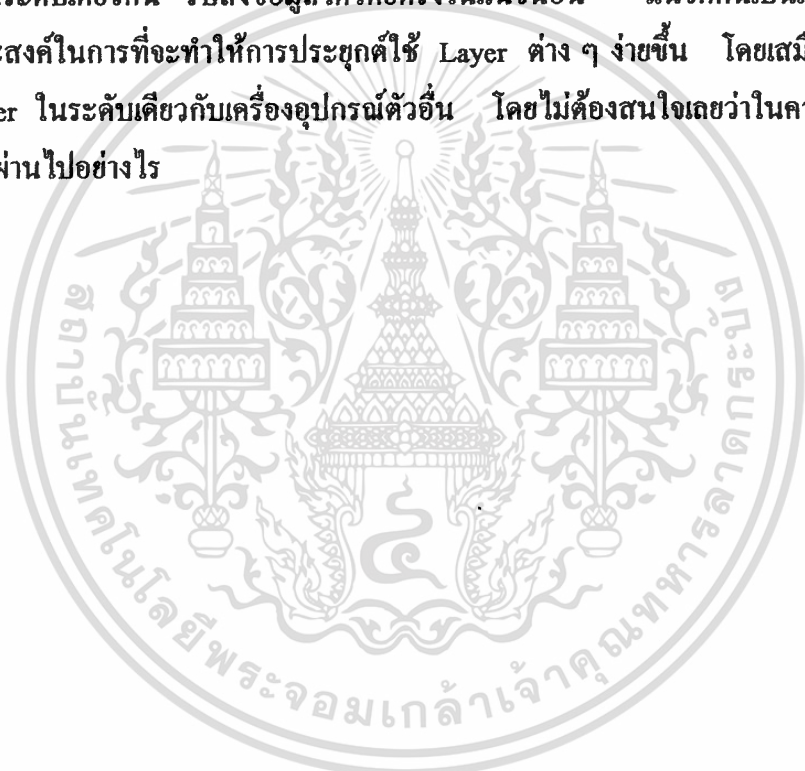 ะสงค์ในการที่จะทำให้การประยุกต์ใช้ Layer ต่าง ๆ ง่ายขึ้น โดยเสมื
er ในระดับเดียวกับเครื่องอุปกรณ์ตัวอื่น โดยไม่ต้องสนใจเลยว่าในคว
ผ่านไปอย่างไร
สถาบันเทคโนโลยีพระจอมเกล้าเจ้าคุณทหารลาดกระบัง